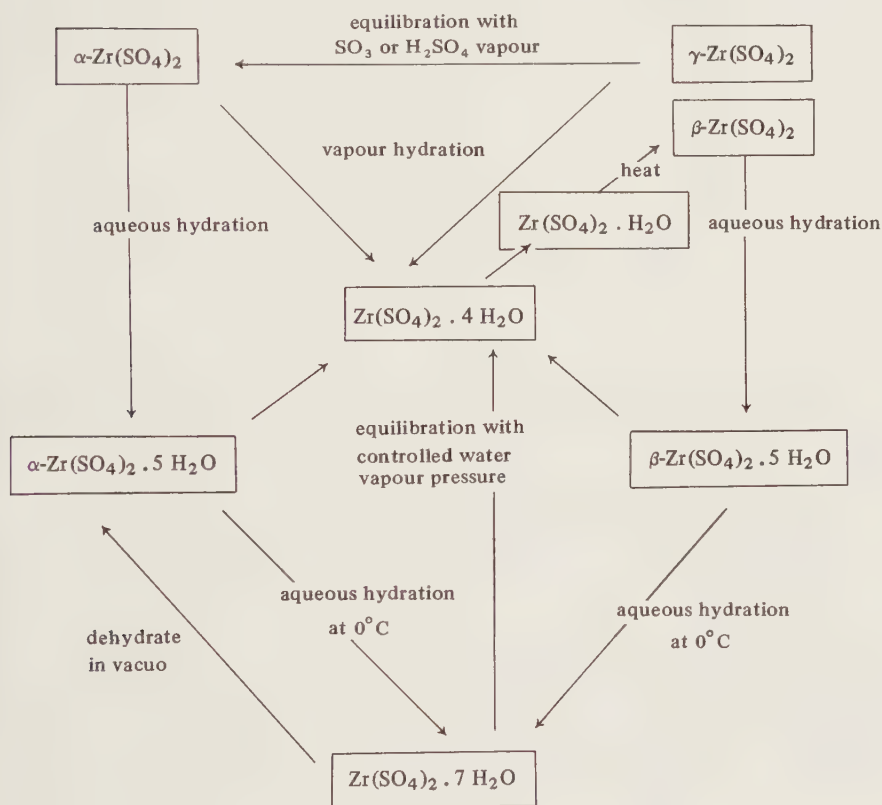 equilibration with
SO₃ or H₂SO₄ vapour
α-Zr(SO₄)₂
γ-Zr(SO₄)₂
β-Zr(SO₄)₂
vapour hydration
heat
Zr(SO₄)₂ . H₂O
aqueous hydration
aqueous hydration
Zr(SO₄)₂ . 4 H₂O
equilibration with
controlled water
vapour pressure
α-Zr(SO₄)₂ . 5 H₂O
β-Zr(SO₄)₂ . 5 H₂O
aqueous hydration
at 0°C
aqueous hydration
at 0°C
dehydrate
in vacuo
Zr(SO₄)₂ . 7 H₂O